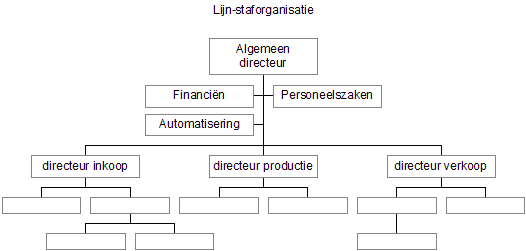 Lijn-staforganisatie
Algemeen
directeur
Financiën
Personeelszaken
Automatisering
directeur inkoop
directeur productie
directeur verkoop